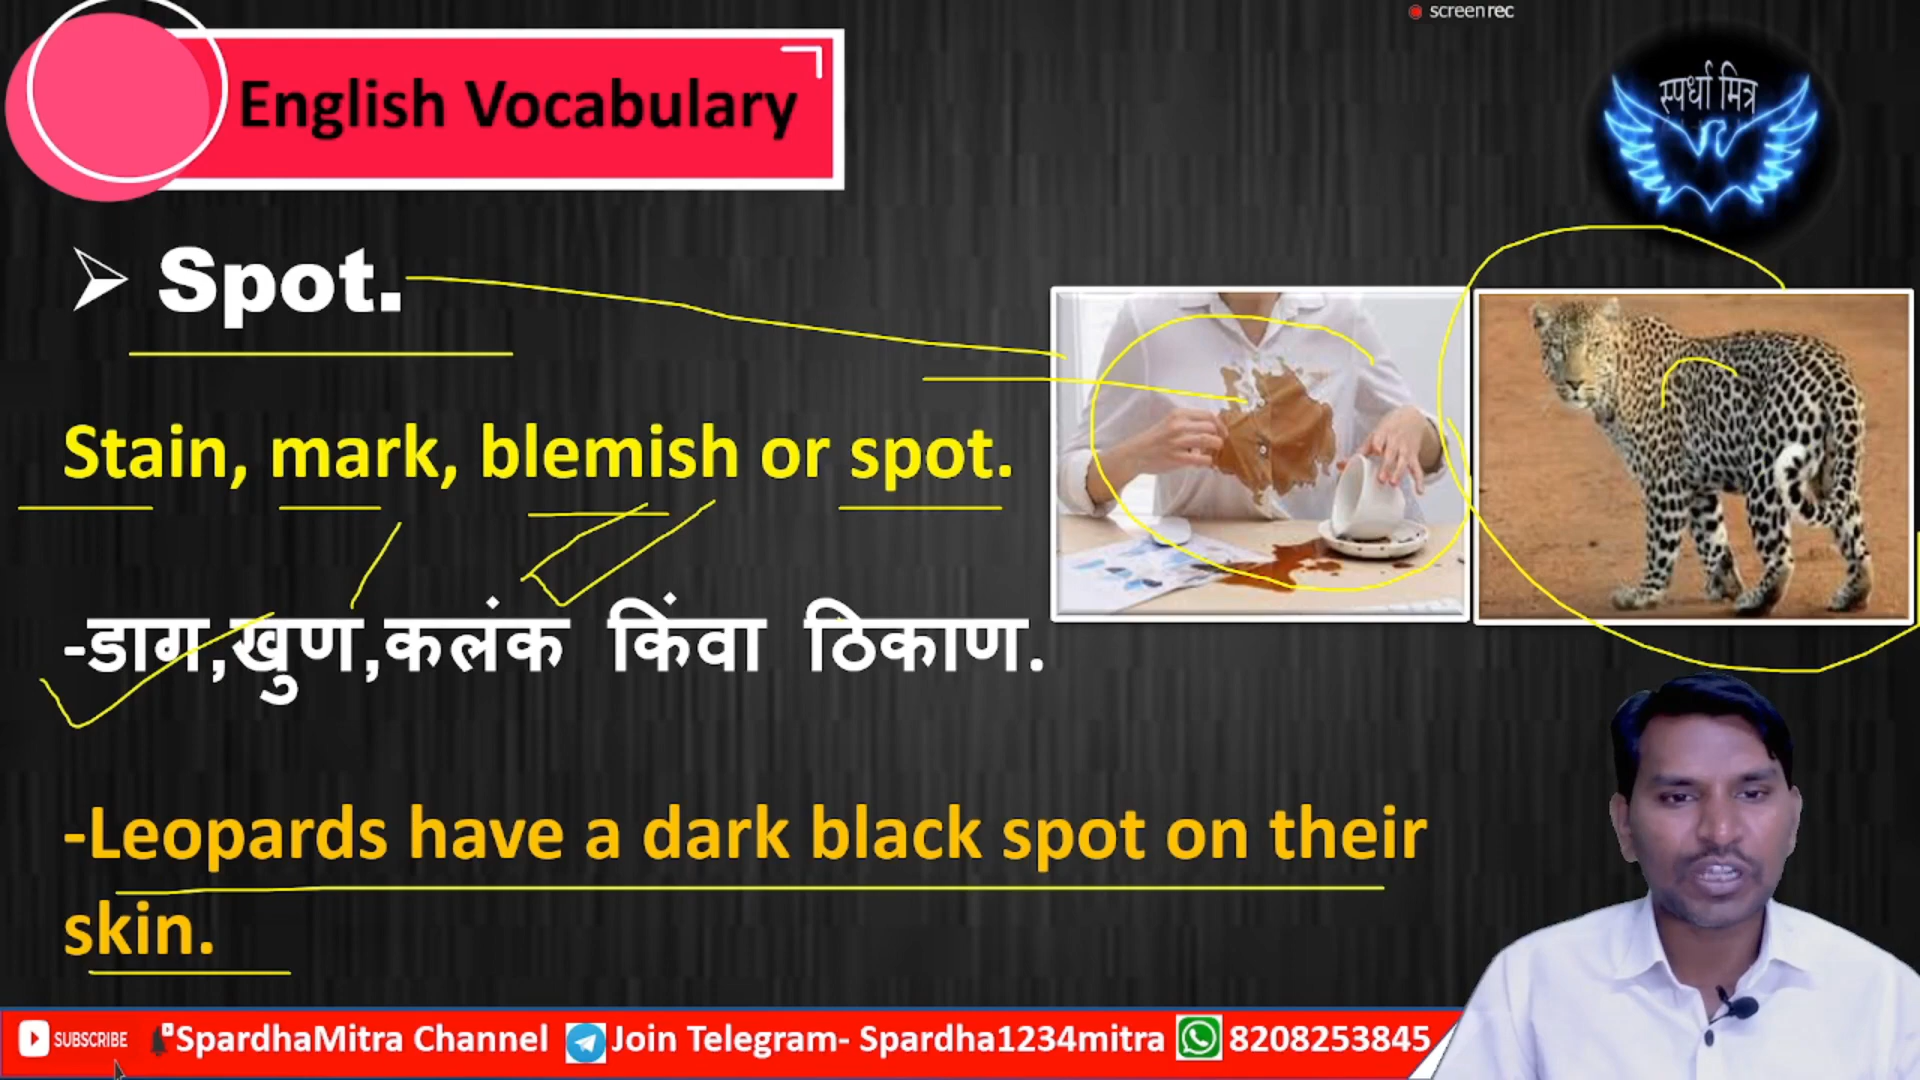 screenrec
English Vocabulary
स्पर्धा मित्र
Spot.
Stain, mark, blemish or spot.
-डाग,खुण,कलंक किंवा ठिकाण.
-Leopards have a dark black spot on their
skin.
SUBSCRIBE SpardhaMitra Channel Join Telegram- Spardha1234mitra 8208253845